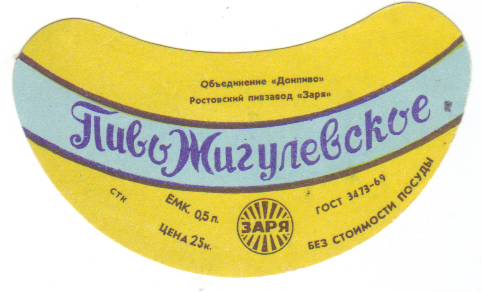 Объединение «Донпиво»
Ростовский пивзавод «Заря»
Пиво Жигулевское
СТК
ЕМК. 0,5 л.
ЦЕНА 25 к.
ЗАРЯ
ГОСТ 3473-69
БЕЗ СТОИМОСТИ ПОСУДЫ